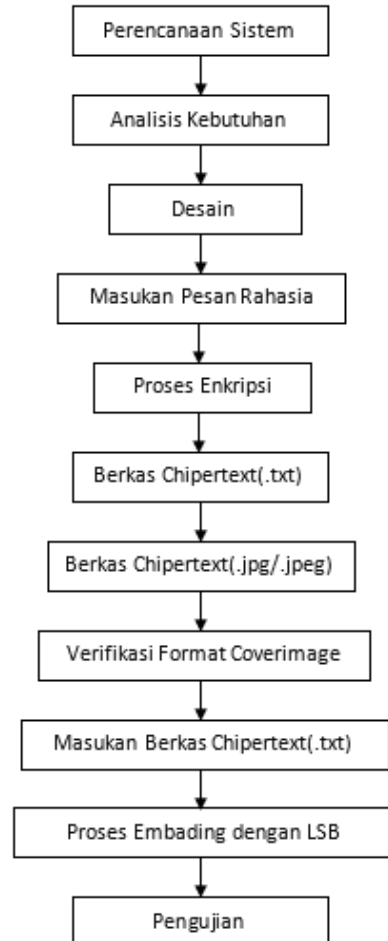 Perencanaan Sistem
Analisis Kebutuhan
Desain
Masukan Pesan Rahasia
Proses Enkripsi
Berkas Chipertext(.txt)
Berkas Chipertext(.jpg/.jpeg)
Verifikasi Format Coverimage
Masukan Berkas Chipertext(.txt)
Proses Embading dengan LSB
Pengujian